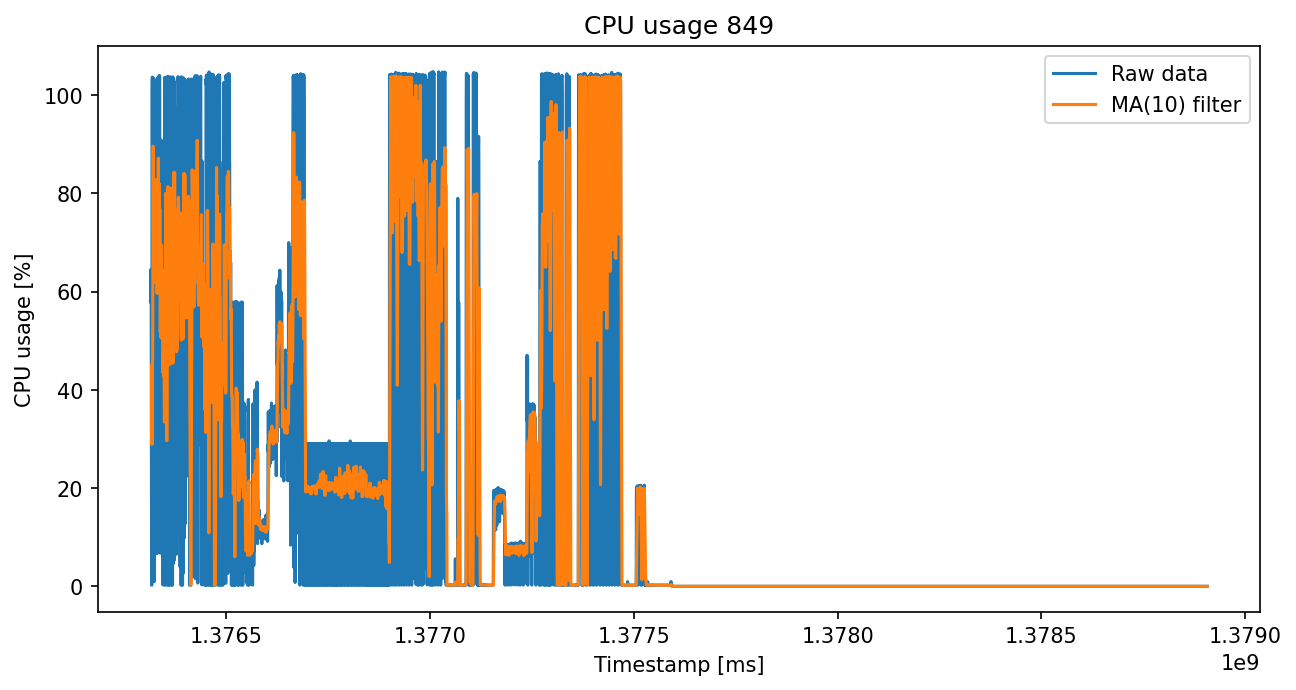 CPU usage 849
Raw data
MA(10) filter
CPU usage [%]
100
80
60
40
20
0
1.3765 1.3770 1.3775 1.3780 1.3785 1.3790
1e9
Timestamp [ms]